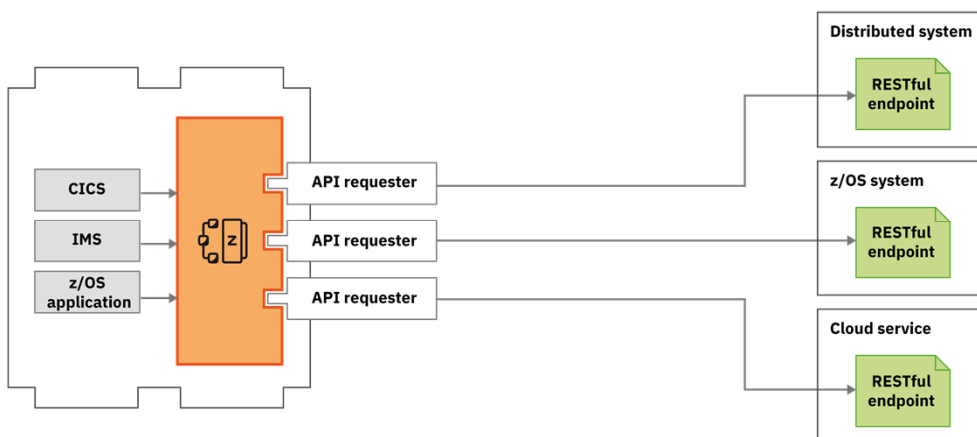 Distributed system
RESTful
endpoint
CICS
API requester
z/OS system
IMS
Z
API requester
RESTful
endpoint
z/OS
application
API requester
Cloud service
RESTful
endpoint